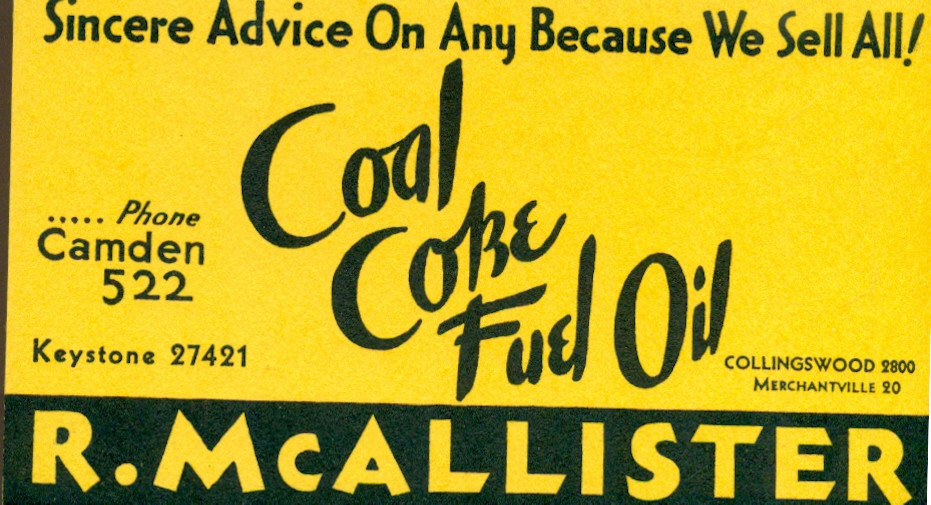 Sincere Advice On Any Because We Sell All!
Coal
Coke
Fuel Oil
..... Phone
Camden
522
Keystone 27421
COLLINGSWOOD 2800
MERCHANTVILLE 20
R. MCALLISTER